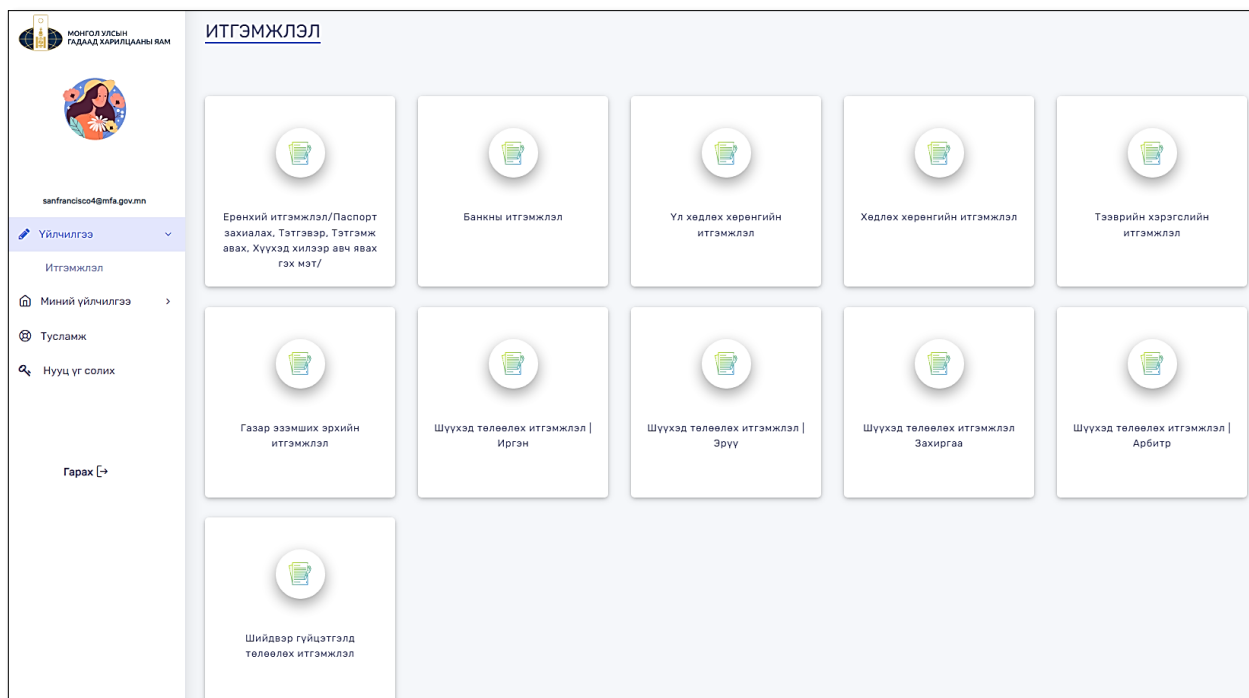 МОНГОЛ УЛСЫН
ГАДААД ХАРИЛЦААНЫ ЯАМ
sanfrancisco4@mfa.gov.mn
Үйлчилгээ
Итгэмжлэл
Миний үйлчилгээ
Тусламж
Нууц үг солих
Гарах
ИТГЭМЖЛЭЛ
Ерөнхий итгэмжлэл/Паспорт
захиалах, Тэтгэвэр, Тэтгэмж
авах, Хүүхэд хилээр авч явах
гэх мэт/
Банкны итгэмжлэл
Үл хөдлөх хөрөнгийн
итгэмжлэл
Хөдлөх хөрөнгийн итгэмжлэл
Тээврийн хэрэгслийн
итгэмжлэл
Газар эзэмших эрхийн
итгэмжлэл
Шүүхэд төлөөлөх итгэмжлэл |
Иргэн
Шүүхэд төлөөлөх итгэмжлэл |
Эрүү
Шүүхэд төлөөлөх итгэмжлэл
Захиргаа
Шүүхэд төлөөлөх итгэмжлэл |
Арбитр
Шийдвэр гүйцэтгэлд
төлөөлөх итгэмжлэл